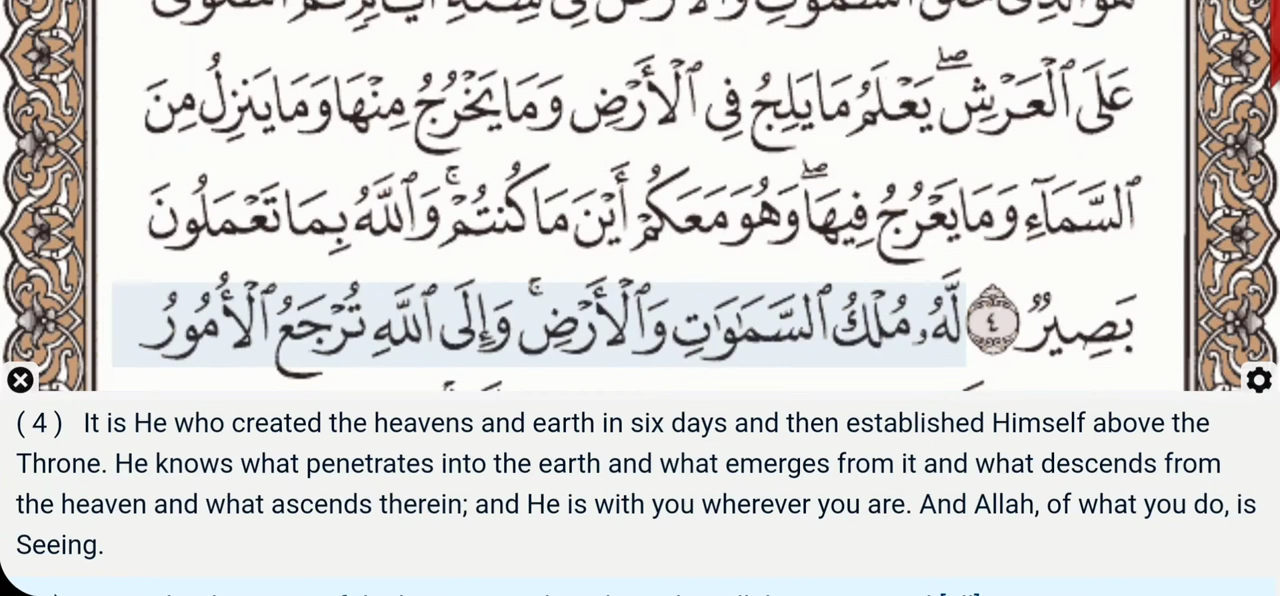 عَلَى ٱلْعَرْشِ ۖ يَعْلَمُ مَا يَلِجُ فِى ٱلْأَرْضِ وَمَا يَخْرُجُ مِنْهَا وَمَا يَنزِلُ مِنَ
ٱلسَّمَآءِ وَمَا يَعْرُجُ فِيهَا ۖ وَهُوَ مَعَكُمْ أَيْنَ مَا كُنتُمْ ۚ وَٱللَّهُ بِمَا تَعْمَلُونَ
بَصِيرٌ ٤ لَّهُۥ مُلْكُ ٱلسَّمَٰوَٰتِ وَٱلْأَرْضِ ۚ وَإِلَى ٱللَّهِ تُرْجَعُ ٱلْأُمُورُ
( 4 ) It is He who created the heavens and earth in six days and then established Himself above the
Throne. He knows what penetrates into the earth and what emerges from it and what descends from
the heaven and what ascends therein; and He is with you wherever you are. And Allah, of what you do, is
Seeing.